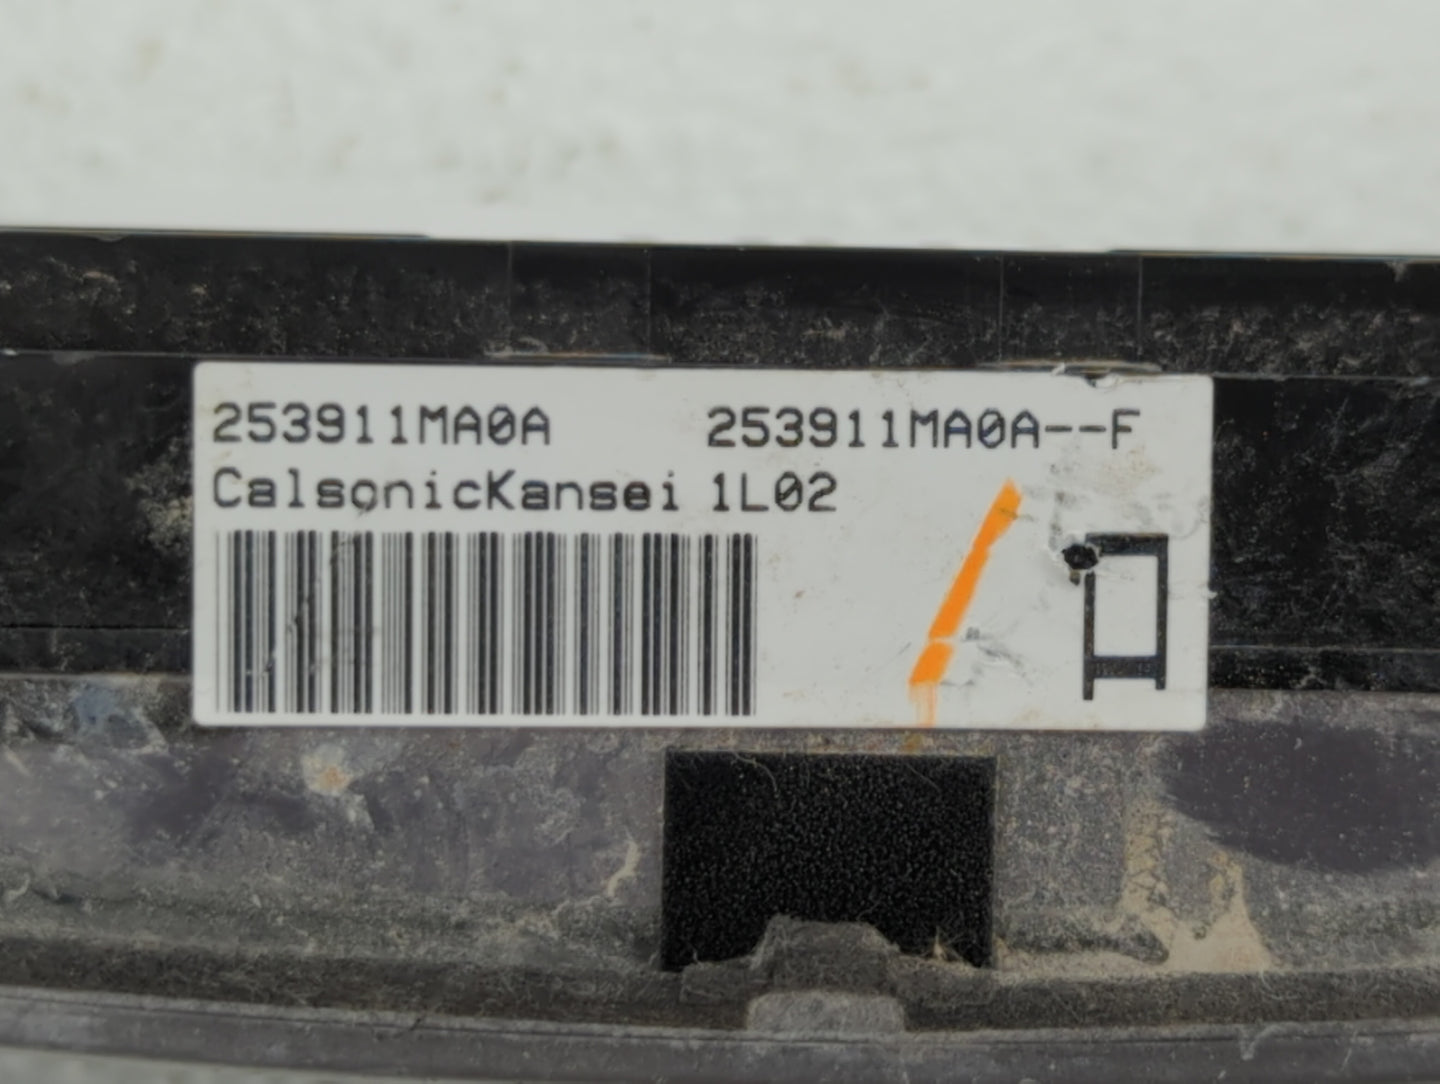 253911MA0A 253911MA0A--F
CalsonicKansei 1L02